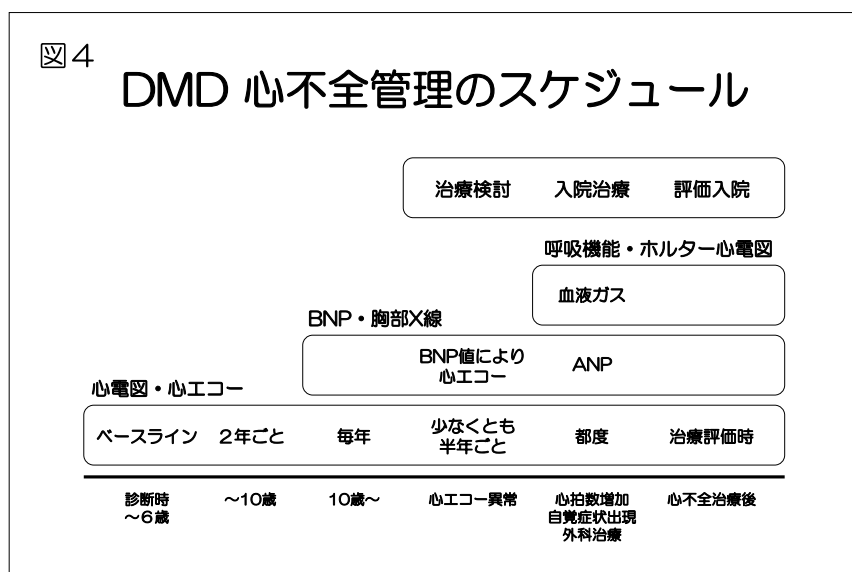 図4
DMD 心不全管理のスケジュール
治療検討 入院治療 評価入院
呼吸機能・ホルター心電図
血液ガス
BNP・胸部X線
BNP値により
心エコー
ANP
心電図・心エコー
ベースライン 2年ごと 毎年 少なくとも
半年ごと
都度 治療評価時
診断時
~6歳
~10歳
10歳~
心エコー異常
心拍数増加
自覚症状出現
外科治療
心不全治療後